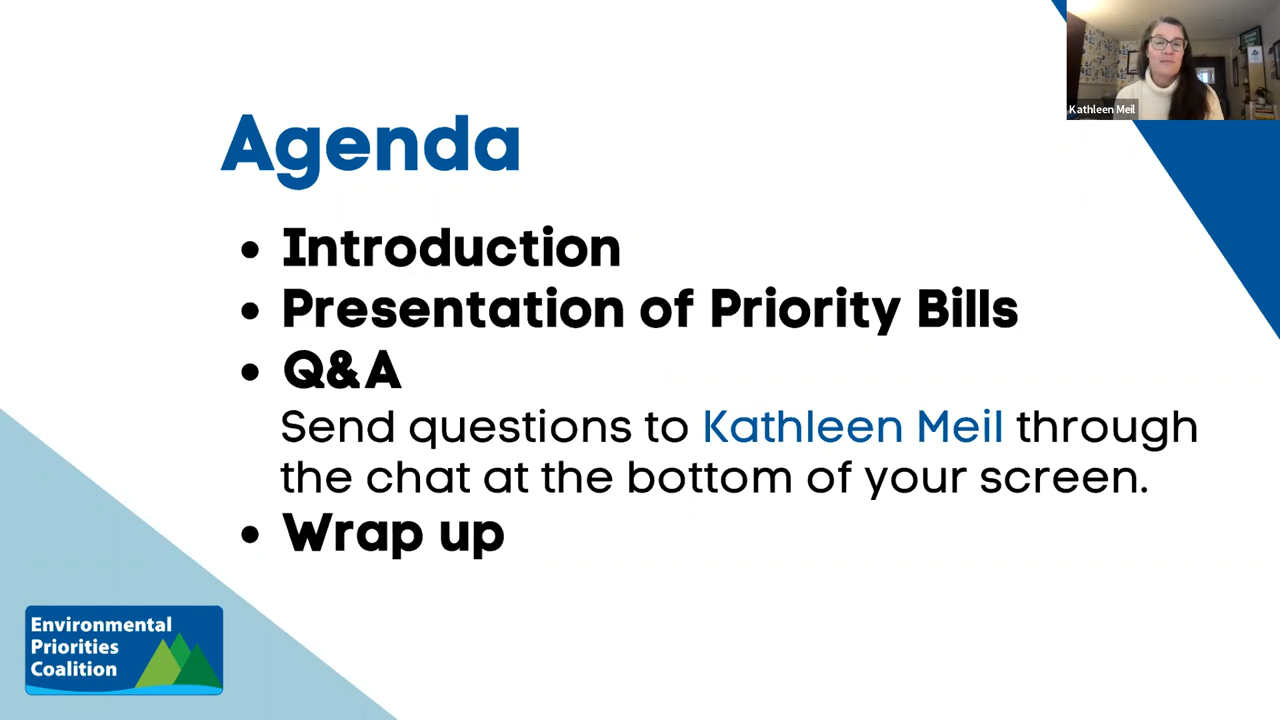 Kathleen Meil
Agenda
• Introduction
• Presentation of Priority Bills
• Q&A
Send questions to Kathleen Meil through
the chat at the bottom of your screen.
• Wrap up
Environmental
Priorities
Coalition